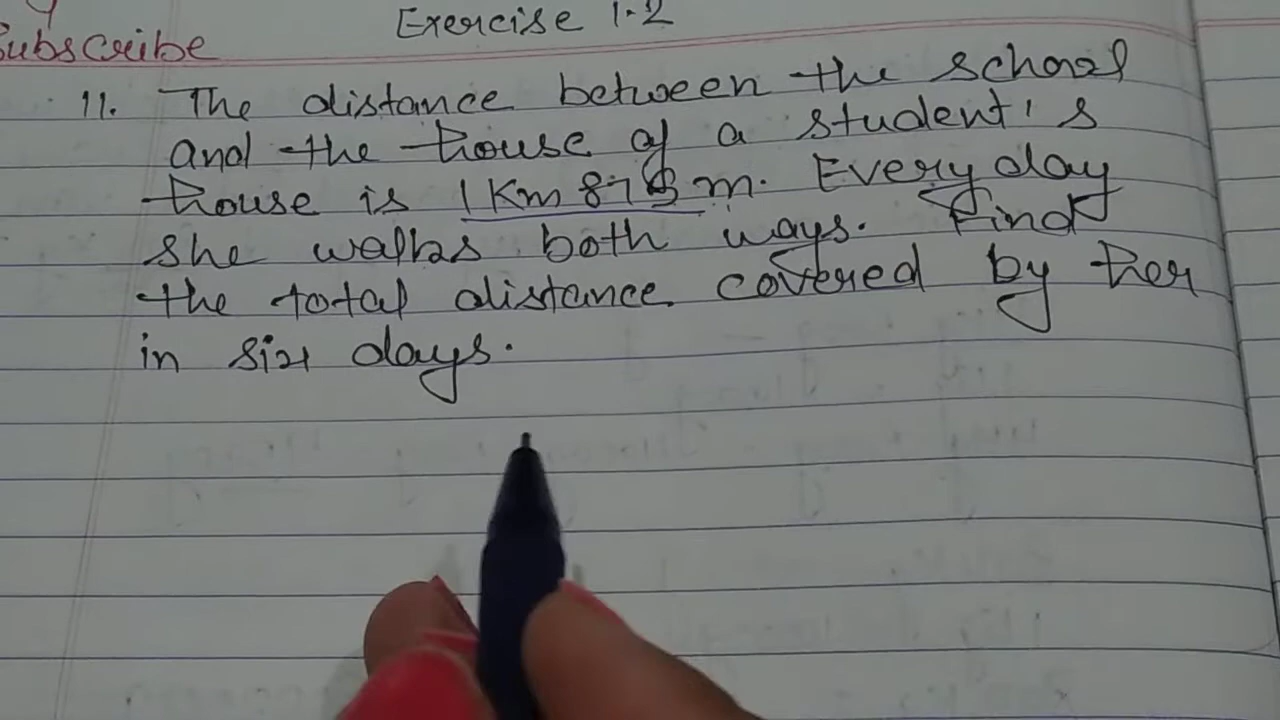 Exercise 1.2
Subscribe
11. The distance between the school
and the house of a student's
house is 1 Km 875 m. Every day
she walks both ways. Find
the total distance covered by her
in six days.